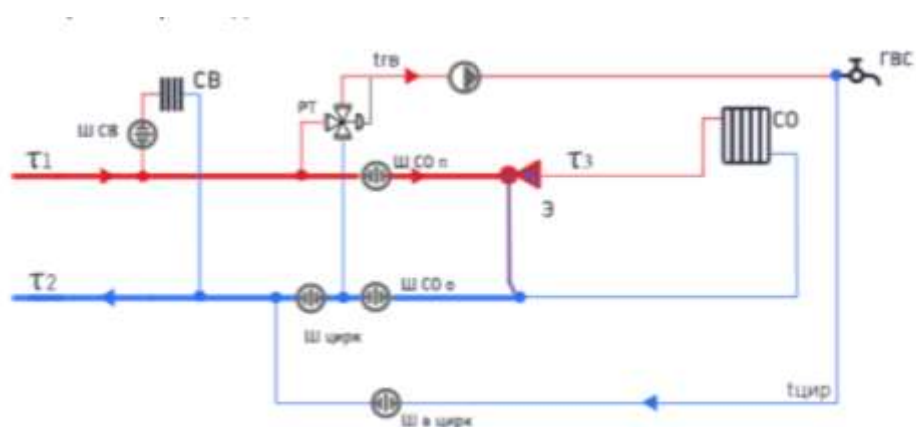 tгв
ГВС
СВ
РТ
СО
Ш СВ
τ1
Ш СО п
τ3
Э
τ2
Ш СО о
Ш цирк
tцир
Ш в цирк